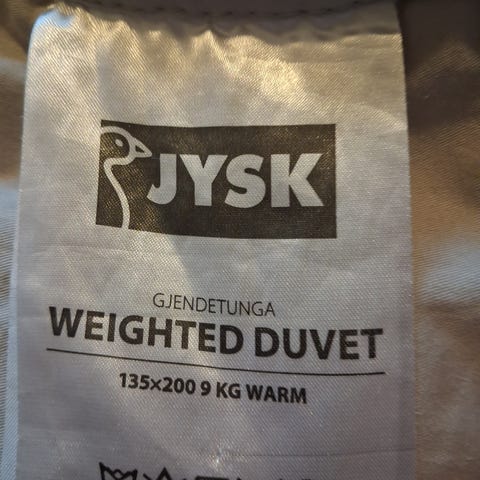 JYSK
GJENDETUNGA
WEIGHTED DUVET
135×200 9 KG WARM